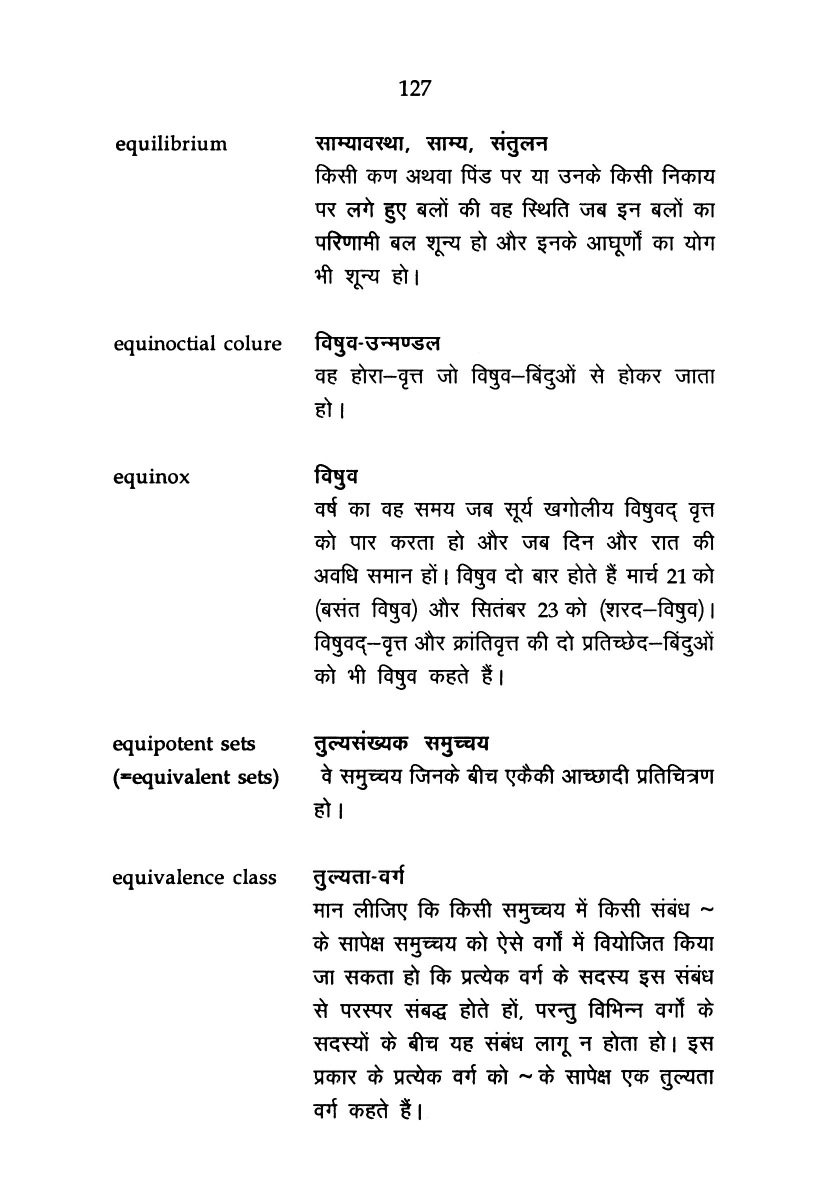 127
equilibrium साम्यावस्था, साम्य, संतुलन
किसी कण अथवा पिंड पर या उनके किसी निकाय
पर लगे हुए बलों की वह स्थिति जब इन बलों का
परिणामी बल शून्य हो और इनके आघूर्णों का योग
भी शून्य हो।
equinoctial colure विषुव-उन्मण्डल
वह होरा–वृत्त जो विषुव–बिंदुओं से होकर जाता
हो।
equinox विषुव
वर्ष का वह समय जब सूर्य खगोलीय विषुवद् वृत्त
को पार करता हो और जब दिन और रात की
अवधि समान हों। विषुव दो बार होते हैं मार्च 21 को
(बसंत विषुव) और सितंबर 23 को (शरद–विषुव)।
विषुवद्–वृत्त और क्रांतिवृत्त की दो प्रतिच्छेद–बिंदुओं
को भी विषुव कहते हैं।
equipotent sets तुल्यसंख्यक समुच्चय
(=equivalent sets) वे समुच्चय जिनके बीच एकैकी आच्छादी प्रतिचित्रण
हो।
equivalence class तुल्यता-वर्ग
मान लीजिए कि किसी समुच्चय में किसी संबंध ~
के सापेक्ष समुच्चय को ऐसे वर्गों में वियोजित किया
जा सकता हो कि प्रत्येक वर्ग के सदस्य इस संबंध
से परस्पर संबद्ध होते हों, परन्तु विभिन्न वर्गों के
सदस्यों के बीच यह संबंध लागू न होता हो। इस
प्रकार के प्रत्येक वर्ग को ~ के सापेक्ष एक तुल्यता
वर्ग कहते हैं।